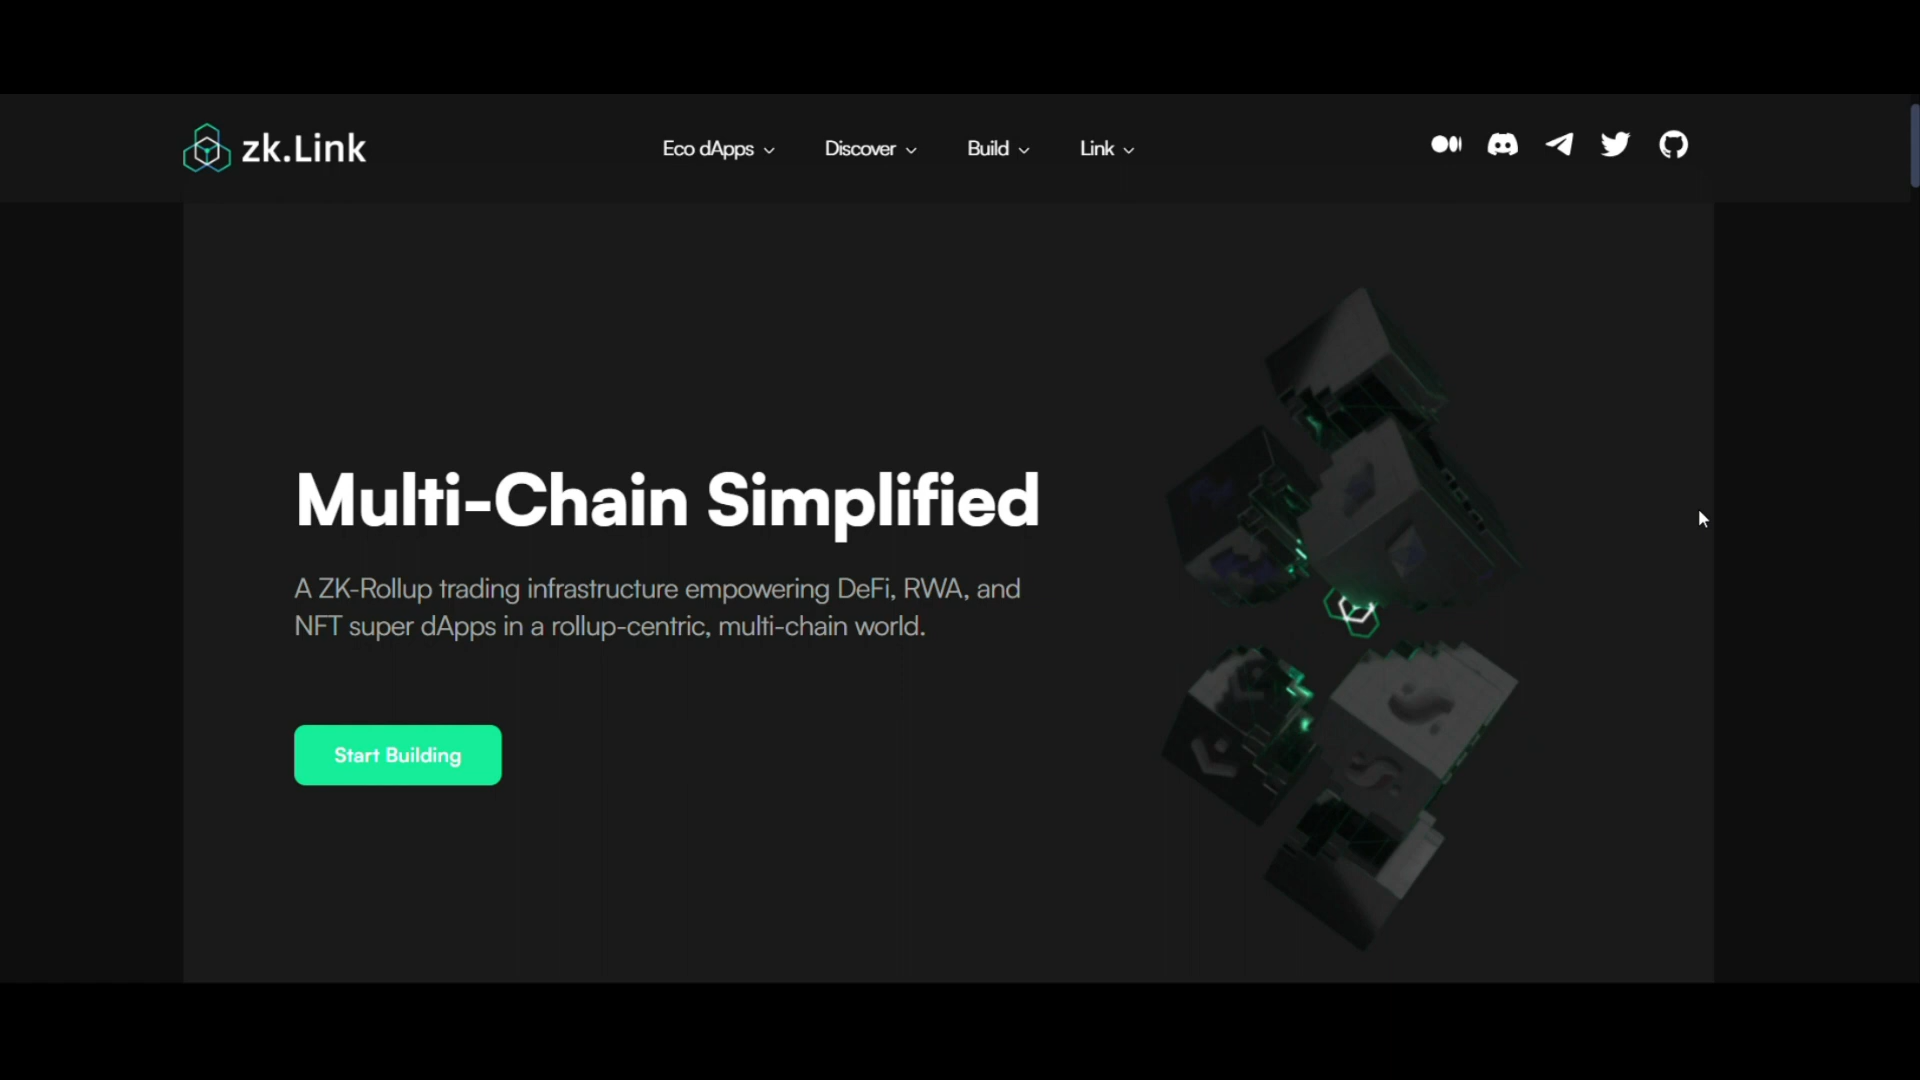 zk.Link
Eco dApps
Discover
Build
Link
Multi-Chain Simplified
A ZK-Rollup trading infrastructure empowering DeFi, RWA, and
NFT super dApps in a rollup-centric, multi-chain world.
Start Building